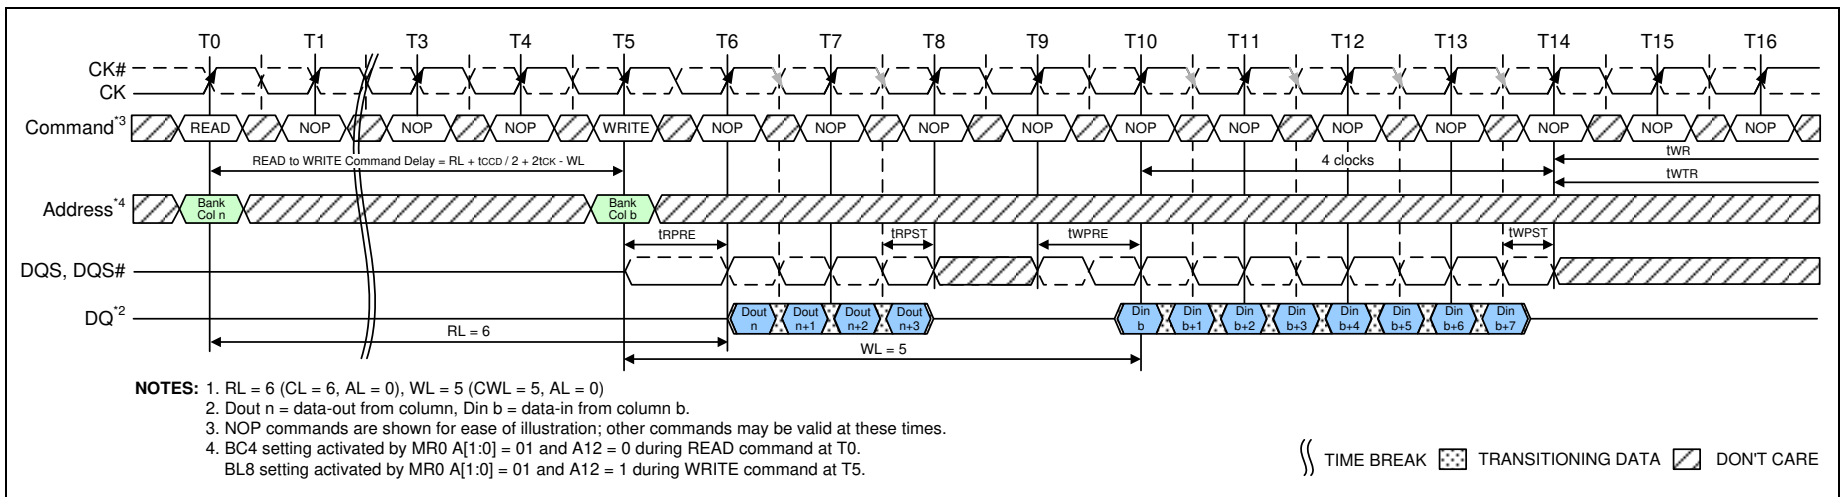 T0 T1 T3 T4 T5 T6 T7 T8 T9 T10 T11 T12 T13 T14 T15 T16
CK#
CK
Command*3 READ NOP NOP NOP WRITE NOP NOP NOP NOP NOP NOP NOP NOP NOP NOP NOP
READ to WRITE Command Delay = RL + tCCD / 2 + 2tCK - WL 4 clocks tWR
tWTR
Address*4 Bank Col n Bank Col b
tRPRE tRPST tWPRE tWPST
DQS, DQS#
DQ*2 Dout n Dout n+1 Dout n+2 Dout n+3 Din b Din b+1 Din b+2 Din b+3 Din b+4 Din b+5 Din b+6 Din b+7
RL = 6
WL = 5
NOTES: 1. RL = 6 (CL = 6, AL = 0), WL = 5 (CWL = 5, AL = 0)
2. Dout n = data-out from column, Din b = data-in from column b.
3. NOP commands are shown for ease of illustration; other commands may be valid at these times.
4. BC4 setting activated by MR0 A[1:0] = 01 and A12 = 0 during READ command at T0.
BL8 setting activated by MR0 A[1:0] = 01 and A12 = 1 during WRITE command at T5.
TIME BREAK TRANSITIONING DATA DON'T CARE